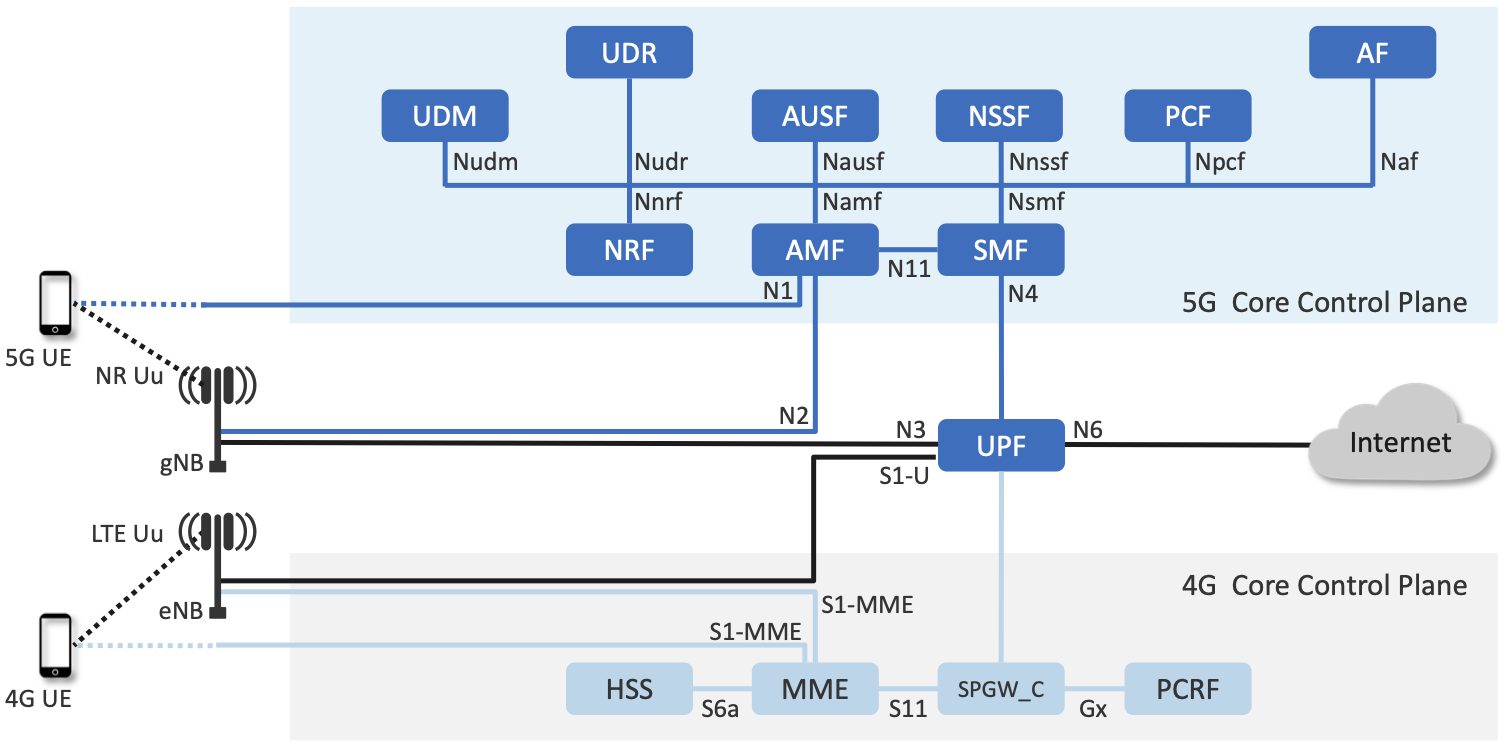 UDR
AF
UDM
AUSF
NSSF
PCF
Nudm
Nudr
Nausf
Nnssf
Npcf
Naf
Nnrf
Namf
Nsmf
NRF
AMF
SMF
N11
N1
N4
5G Core Control Plane
5G UE
NR Uu
N2
N3
UPF
N6
Internet
gNB
S1-U
LTE Uu
4G Core Control Plane
eNB
S1-MME
S1-MME
4G UE
HSS
MME
SPGW_C
PCRF
S6a
S11
Gx